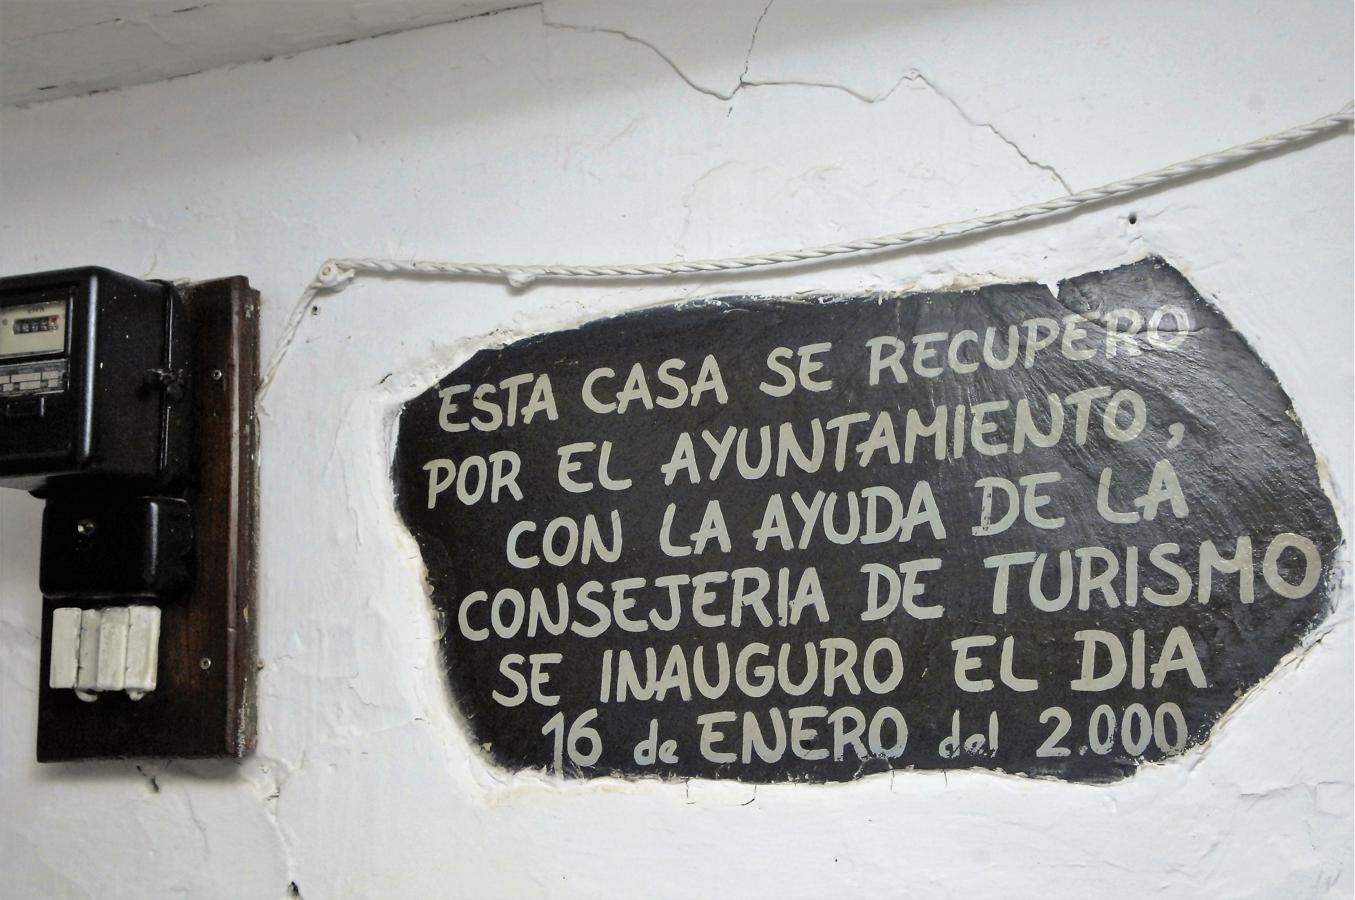 ESTA CASA SE RECUPERO
POR EL AYUNTAMIENTO,
CON LA AYUDA DE LA
CONSEJERIA DE TURISMO
SE INAUGURO EL DIA
16 de ENERO del 2.000